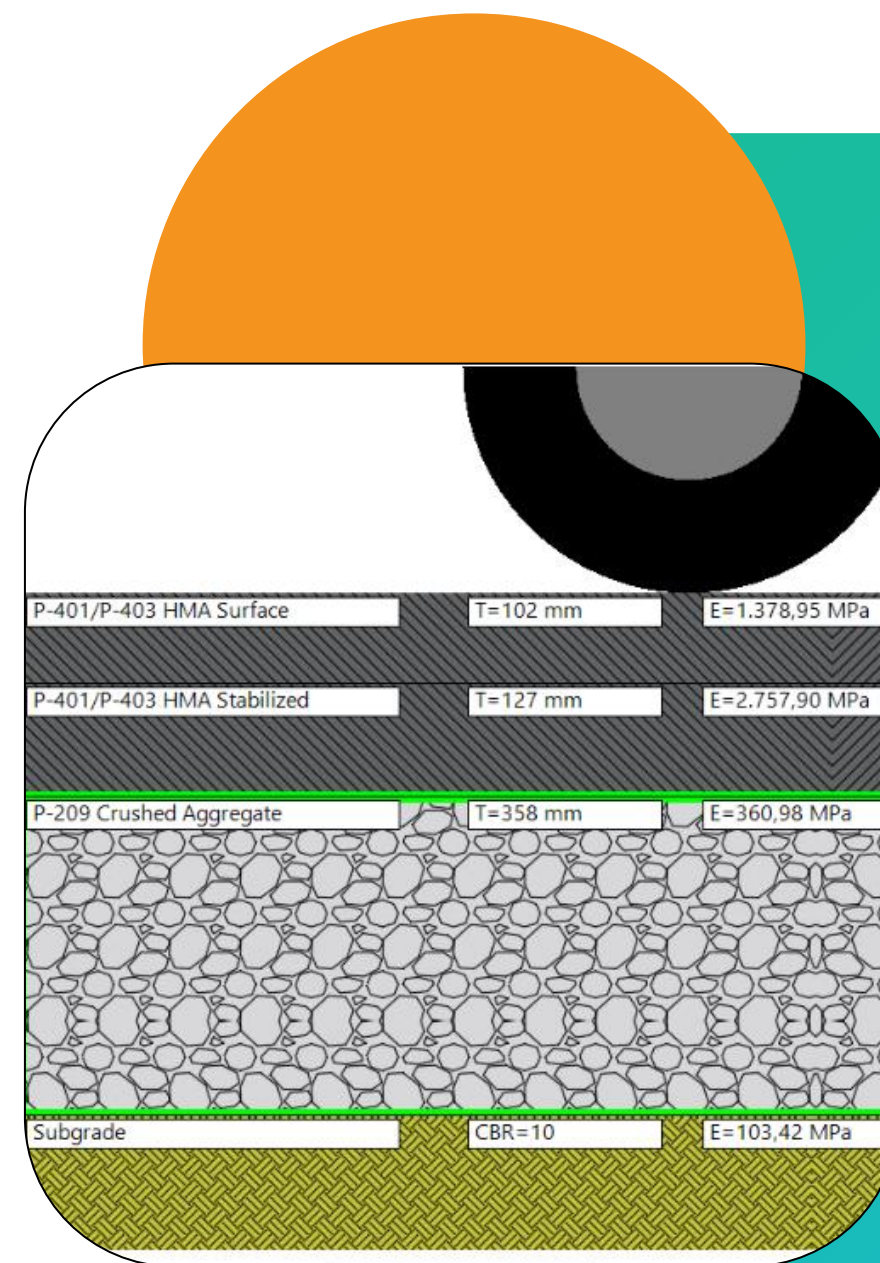 P-401/P-403 HMA Surface T=102 mm E=1.378,95 MPa
P-401/P-403 HMA Stabilized T=127 mm E=2.757,90 MPa
P-209 Crushed Aggregate T=358 mm E=360,98 MPa
Subgrade CBR=10 E=103,42 MPa